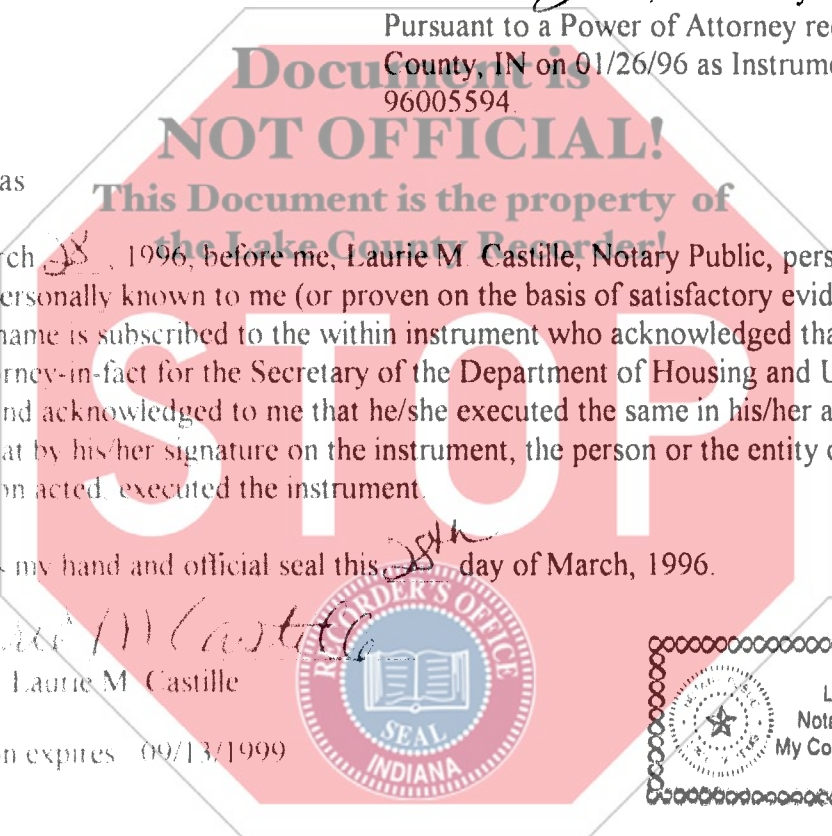 Pursuant to a Power of Attorney rec
County, IN on 01/26/96 as Instrume
96005594.
Document is
NOT OFFICIAL!
This Document is the property of
the Lake County Recorder!
as
rch 28, 1996, before me, Laurie M. Castille, Notary Public, pers
ersonally known to me (or proven on the basis of satisfactory evid
name is subscribed to the within instrument who acknowledged tha
rney-in-fact for the Secretary of the Department of Housing and U
nd acknowledged to me that he/she executed the same in his/her a
at by his/her signature on the instrument, the person or the entity o
on acted, executed the instrument.
STOP
my hand and official seal this 28th day of March, 1996.
Laurie M Castille
n expires 09/13/1999
RECORDER'S OFFICE
SEAL
INDIANA
L
Nota
My Co